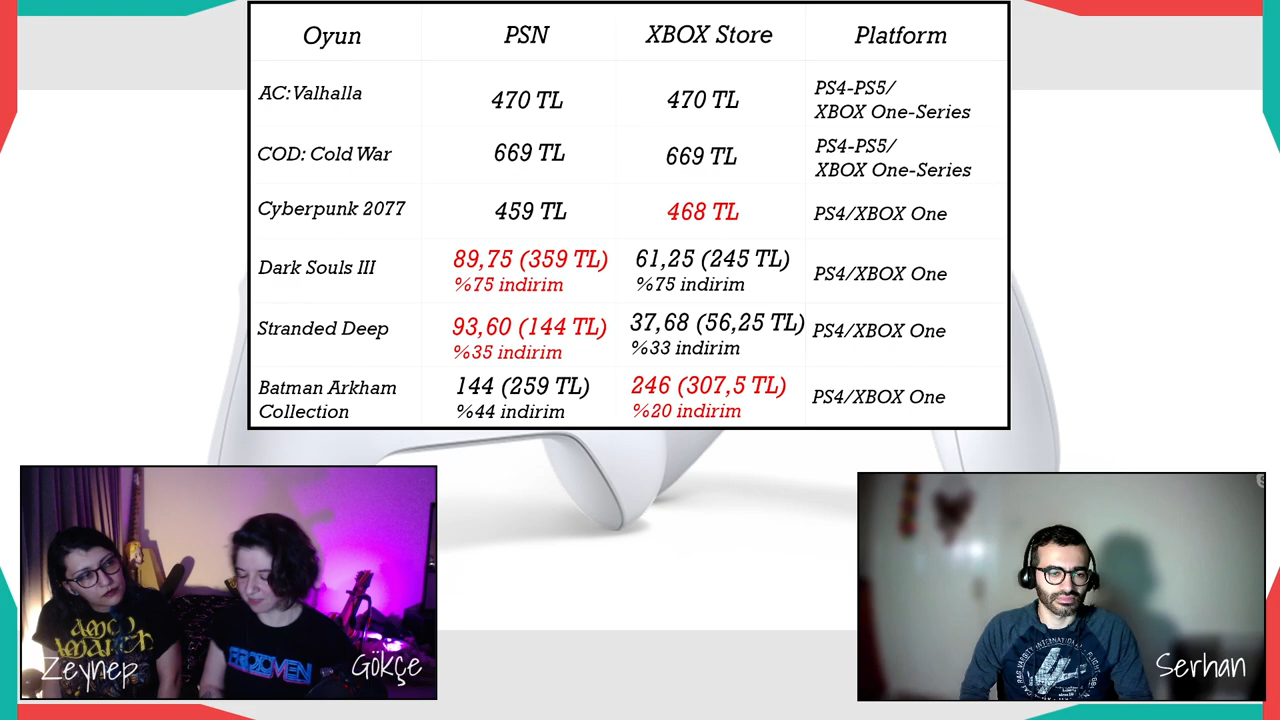 Oyun PSN XBOX Store Platform
AC:Valhalla 470 TL 470 TL PS4-PS5/
XBOX One-Series
COD: Cold War 669 TL 669 TL PS4-PS5/
XBOX One-Series
Cyberpunk 2077 459 TL 468 TL PS4/XBOX One
Dark Souls III 89,75 (359 TL) 61,25 (245 TL) PS4/XBOX One
%75 indirim %75 indirim
Stranded Deep 93,60 (144 TL) 37,68 (56,25 TL) PS4/XBOX One
%35 indirim %33 indirim
Batman Arkham 144 (259 TL) 246 (307,5 TL) PS4/XBOX One
Collection %44 indirim %20 indirim
Zeynep
Gökçe
Serhan